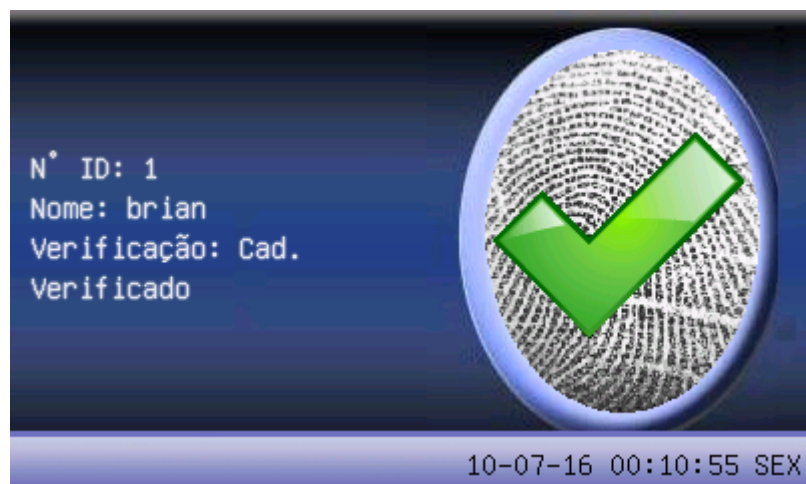 N° ID: 1
Nome: brian
Verificação: Cad.
Verificado
10-07-16 00:10:55 SEX